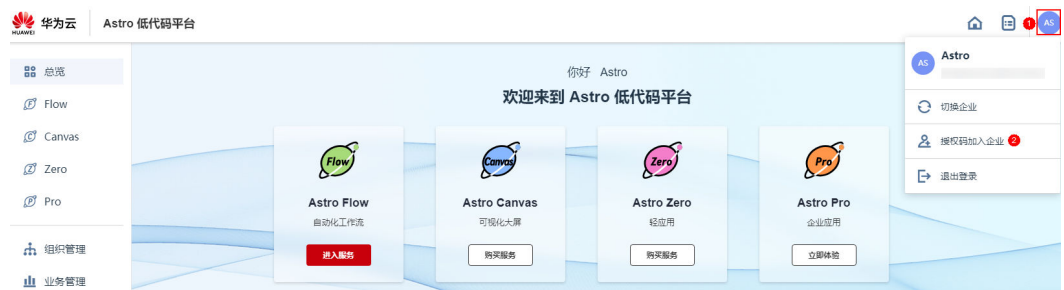 HUAWEI
华为云
Astro 低代码平台
1
AS
总览
Flow
Canvas
Zero
Pro
组织管理
业务管理
你好 Astro
欢迎来到 Astro 低代码平台
Flow
Astro Flow
自动化工作流
进入服务
Canvas
Astro Canvas
可视化大屏
购买服务
Zero
Astro Zero
轻应用
购买服务
Pro
Astro Pro
企业应用
立即体验
AS
Astro
切换企业
授权码加入企业 2
退出登录